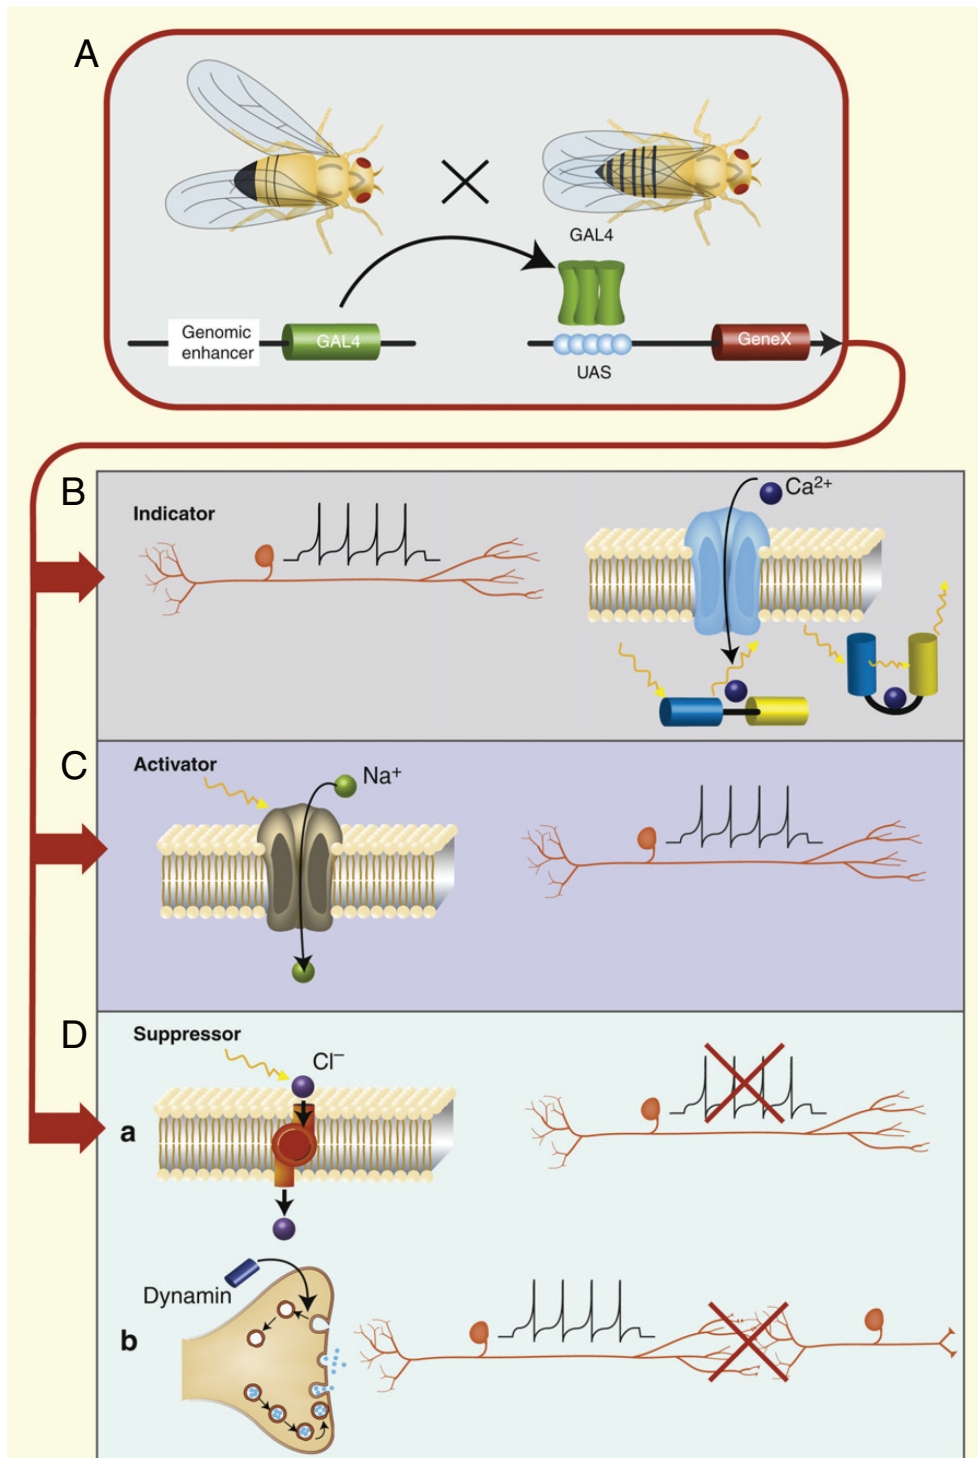 A
GAL4
Genomic
enhancer
GAL4
GeneX
UAS
B
Indicator
Ca²⁺
C
Activator
Na⁺
D
Suppressor
Cl⁻
a
Dynamin
b